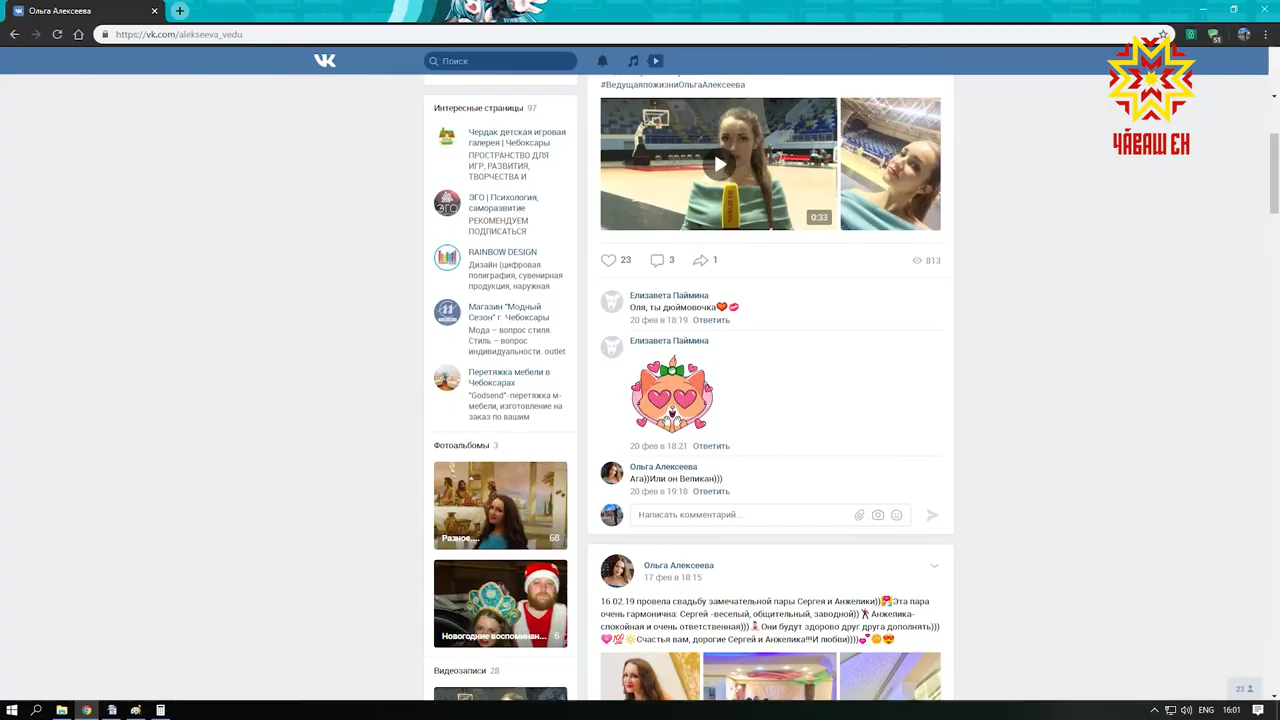 Ольга Алексеева
https://vk.com/alekseeva_vedu
Поиск
ЧӐВАШ ЕН
Интересные страницы 97
Чердак детская игровая
галерея | Чебоксары
ПРОСТРАНСТВО ДЛЯ
ИГР, РАЗВИТИЯ,
ТВОРЧЕСТВА И
ЭГО
ЭГО | Психология,
саморазвитие
РЕКОМЕНДУЕМ
ПОДПИСАТЬСЯ
RAINBOW DESIGN
Дизайн (цифровая
полиграфия, сувенирная
продукция, наружная
Магазин "Модный
Сезон" г. Чебоксары
Мода – вопрос стиля.
Стиль – вопрос
индивидуальности. outlet
Перетяжка мебели в
Чебоксарах
"Godsend"-перетяжка м-
мебели, изготовление на
заказ по вашим
Фотоальбомы 3
Разное.... 58
Новогодние воспоминан... 6
Видеозаписи 28
#ВедущаяпожизниОльгаАлексеева
0:33
23 3 1 813
Елизавета Паймина
Оля, ты дюймовочка
20 фев в 18:19 Ответить
Елизавета Паймина
20 фев в 18:21 Ответить
Ольга Алексеева
Ага))Или он Великан)))
20 фев в 19:18 Ответить
Написать комментарий...
Ольга Алексеева
17 фев в 18:15
16.02.19 провела свадьбу замечательной пары Сергея и Анжелики))🥰Эта пара
очень гармонична: Сергей -веселый, общительный, заводной)) Анжелика-
спокойная и очень ответственная))) Они будут здорово друг друга дополнять)))
💯Счастья вам, дорогие Сергей и Анжелика!!!И любви))))
23
16:01